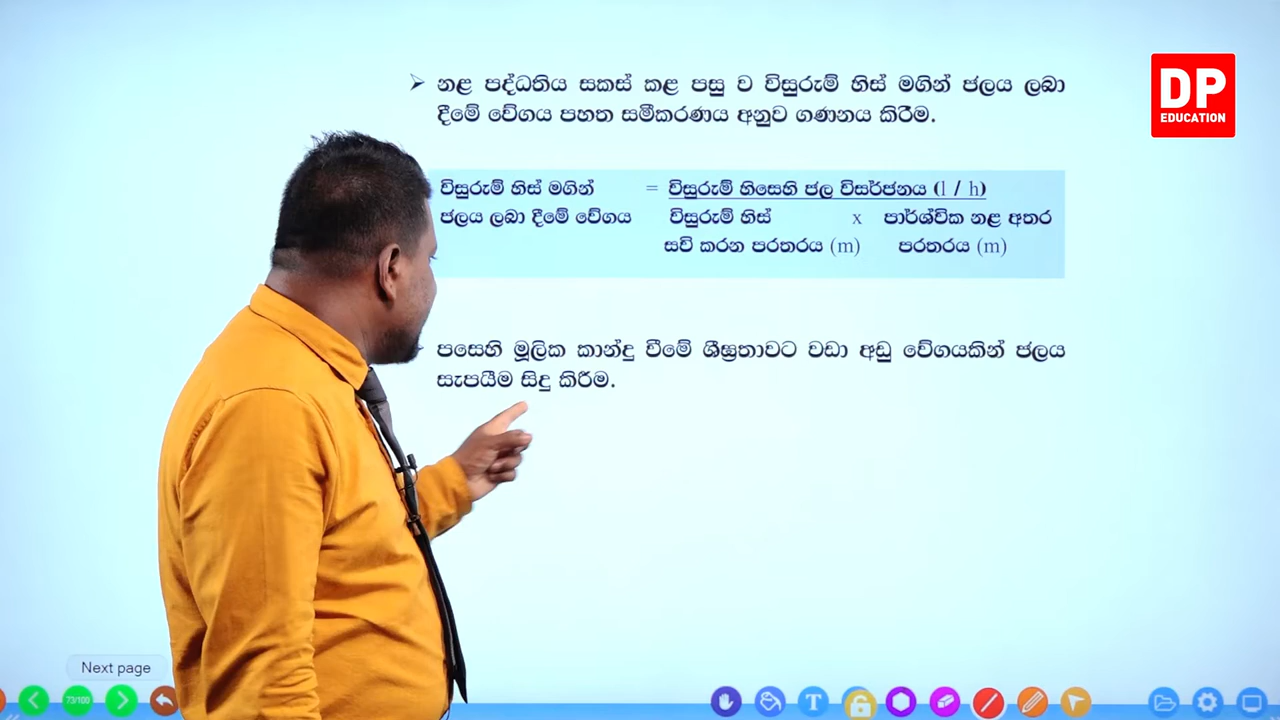 නළ පද්ධතිය සකස් කළ පසු ව විසුරුම් හිස් මගින් ජලය ලබා
දීමේ වේගය පහත සමීකරණය අනුව ගණනය කිරීම.
DP
EDUCATION
විසුරුම් හිස් මගින් = විසුරුම් හිසෙහි ජල විසර්ජනය (l / h)
ජලය ලබා දීමේ වේගය විසුරුම් හිස් x පාර්ශ්වික නළ අතර
සවි කරන පරතරය (m) පරතරය (m)
පසෙහි මූලික කාන්දු වීමේ ශීඝ්‍රතාවට වඩා අඩු වේගයකින් ජලය
සැපයීම සිදු කිරීම.
Next page
73/100
T